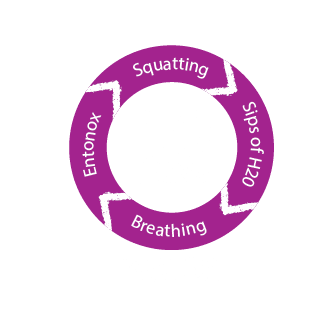 Squatting
Sips of H20
Breathing
Entonox